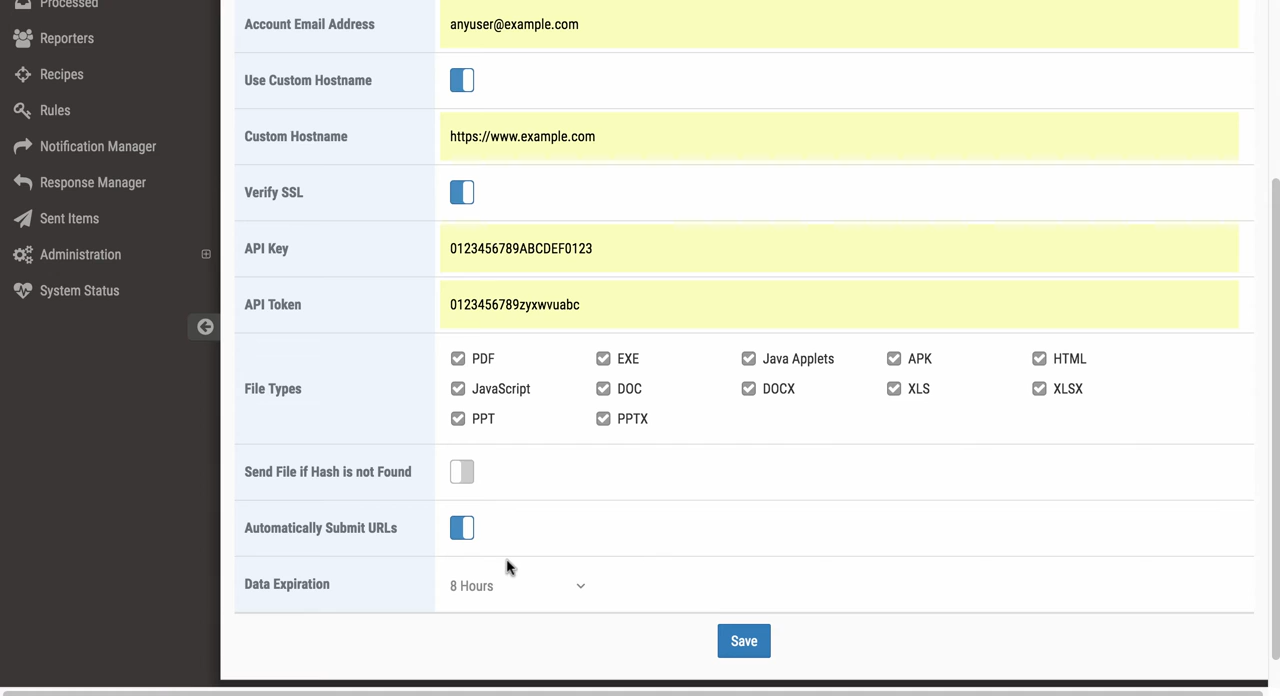 Processed
Reporters
Recipes
Rules
Notification Manager
Response Manager
Sent Items
Administration
System Status
Account Email Address anyuser@example.com
Use Custom Hostname
Custom Hostname https://www.example.com
Verify SSL
API Key 0123456789ABCDEF0123
API Token 0123456789zyxwvuabc
File Types
PDF EXE Java Applets APK HTML
JavaScript DOC DOCX XLS XLSX
PPT PPTX
Send File if Hash is not Found
Automatically Submit URLs
Data Expiration 8 Hours
Save